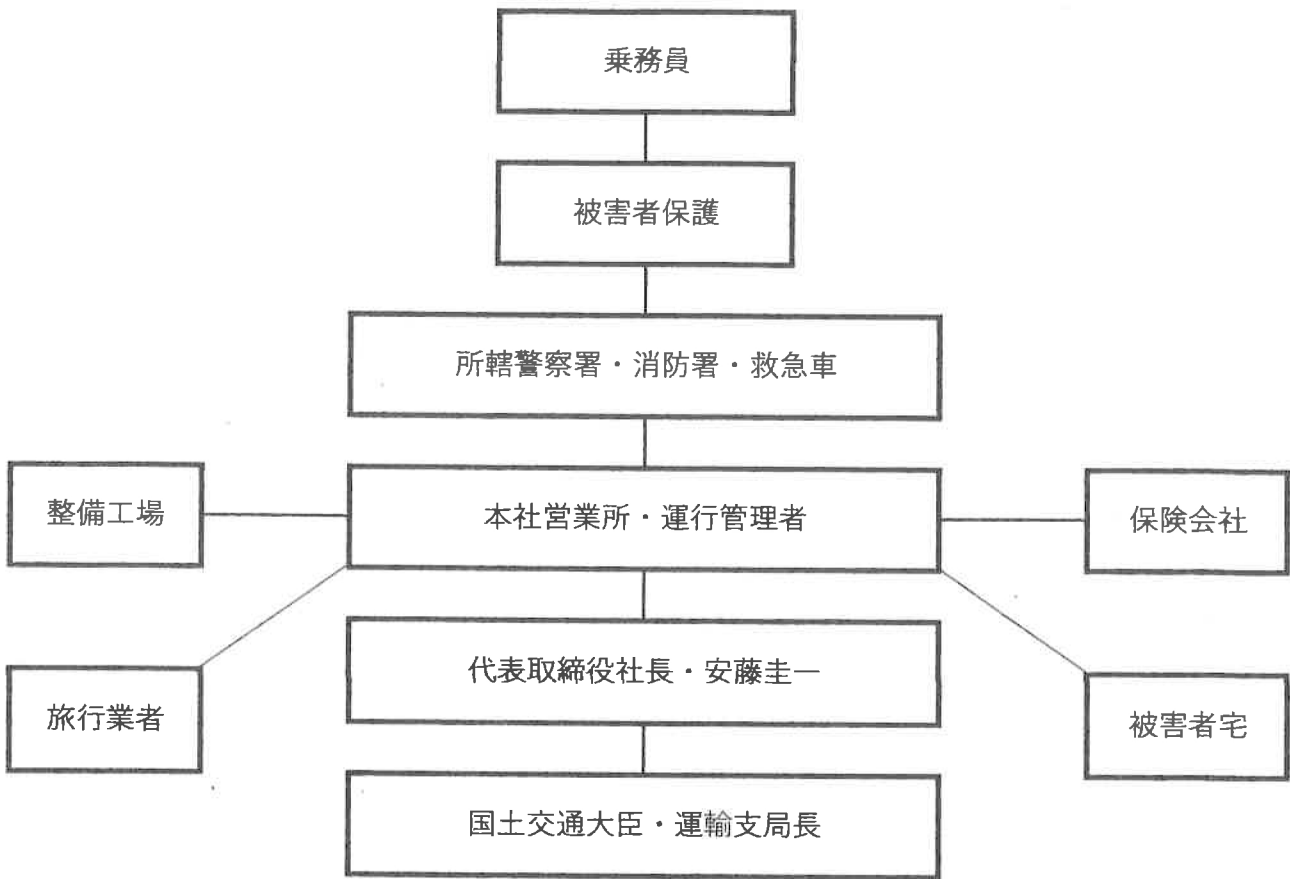 乗務員
被害者保護
所轄警察署・消防署・救急車
整備工場
本社営業所・運行管理者
保険会社
旅行業者
代表取締役社長・安藤圭一
被害者宅
国土交通大臣・運輸支局長